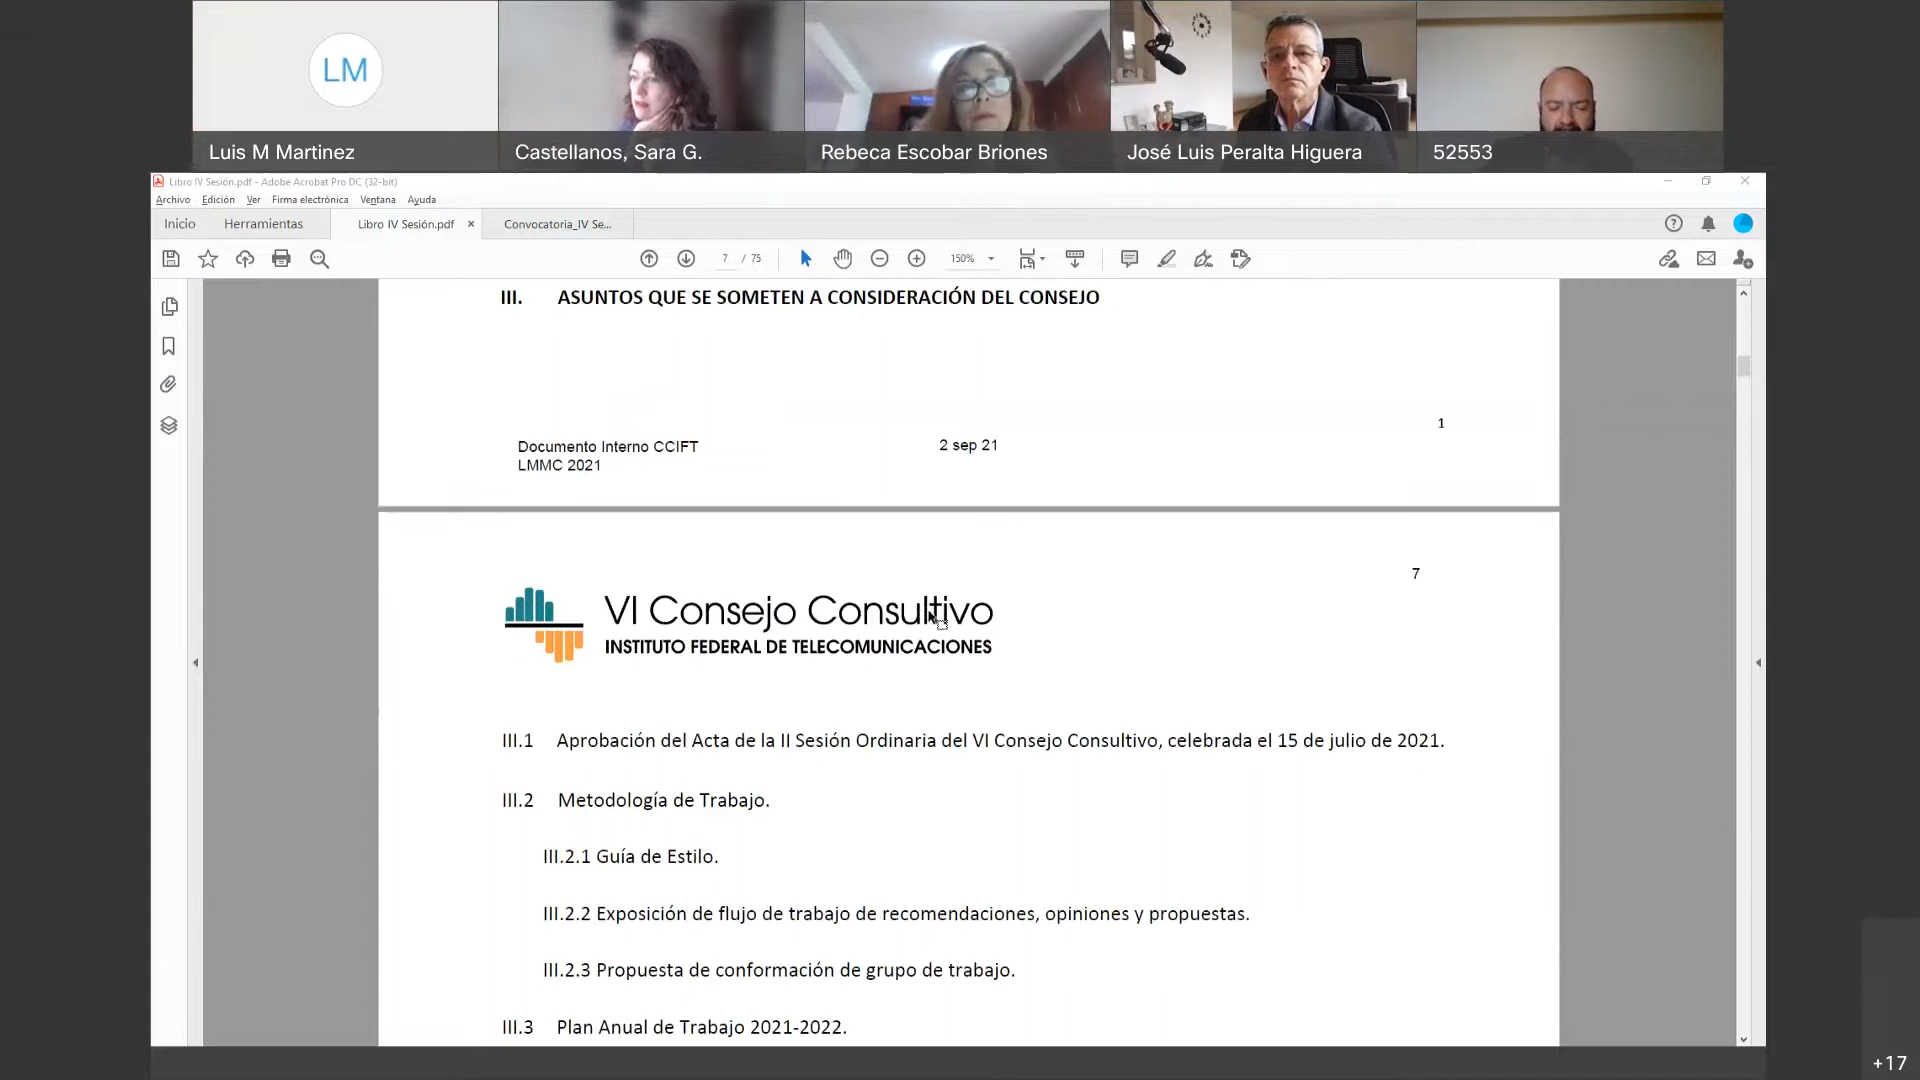 LM
Luis M Martinez
Castellanos, Sara G.
Rebeca Escobar Briones
José Luis Peralta Higuera
52553
Libro IV Sesión.pdf - Adobe Acrobat Pro DC (32-bit)
Archivo Edición Ver Firma electrónica Ventana Ayuda
Inicio Herramientas Libro IV Sesión.pdf Convocatoria_IV Se...
7 / 75 150%
III. ASUNTOS QUE SE SOMETEN A CONSIDERACIÓN DEL CONSEJO
1
Documento Interno CCIFT 2 sep 21
LMMC 2021
7
VI Consejo Consultivo
INSTITUTO FEDERAL DE TELECOMUNICACIONES
III.1 Aprobación del Acta de la II Sesión Ordinaria del VI Consejo Consultivo, celebrada el 15 de julio de 2021.
III.2 Metodología de Trabajo.
III.2.1 Guía de Estilo.
III.2.2 Exposición de flujo de trabajo de recomendaciones, opiniones y propuestas.
III.2.3 Propuesta de conformación de grupo de trabajo.
III.3 Plan Anual de Trabajo 2021-2022.
+17